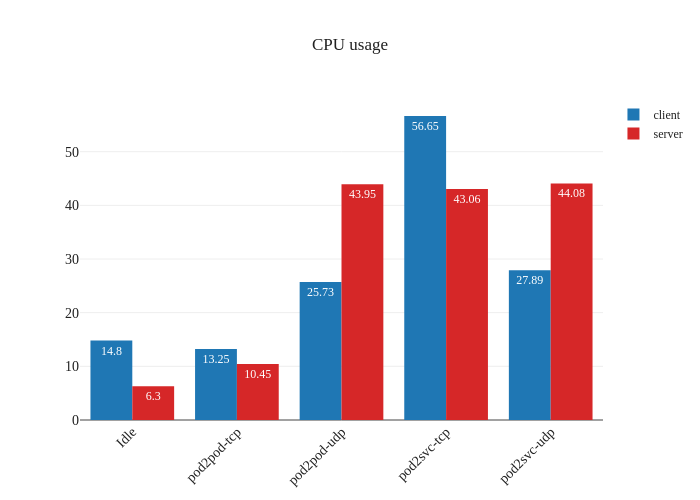 CPU usage
client
server
50
40
30
20
10
0
14.8
6.3
13.25
10.45
25.73
43.95
56.65
43.06
27.89
44.08
Idle
pod2pod-tcp
pod2pod-udp
pod2svc-tcp
pod2svc-udp